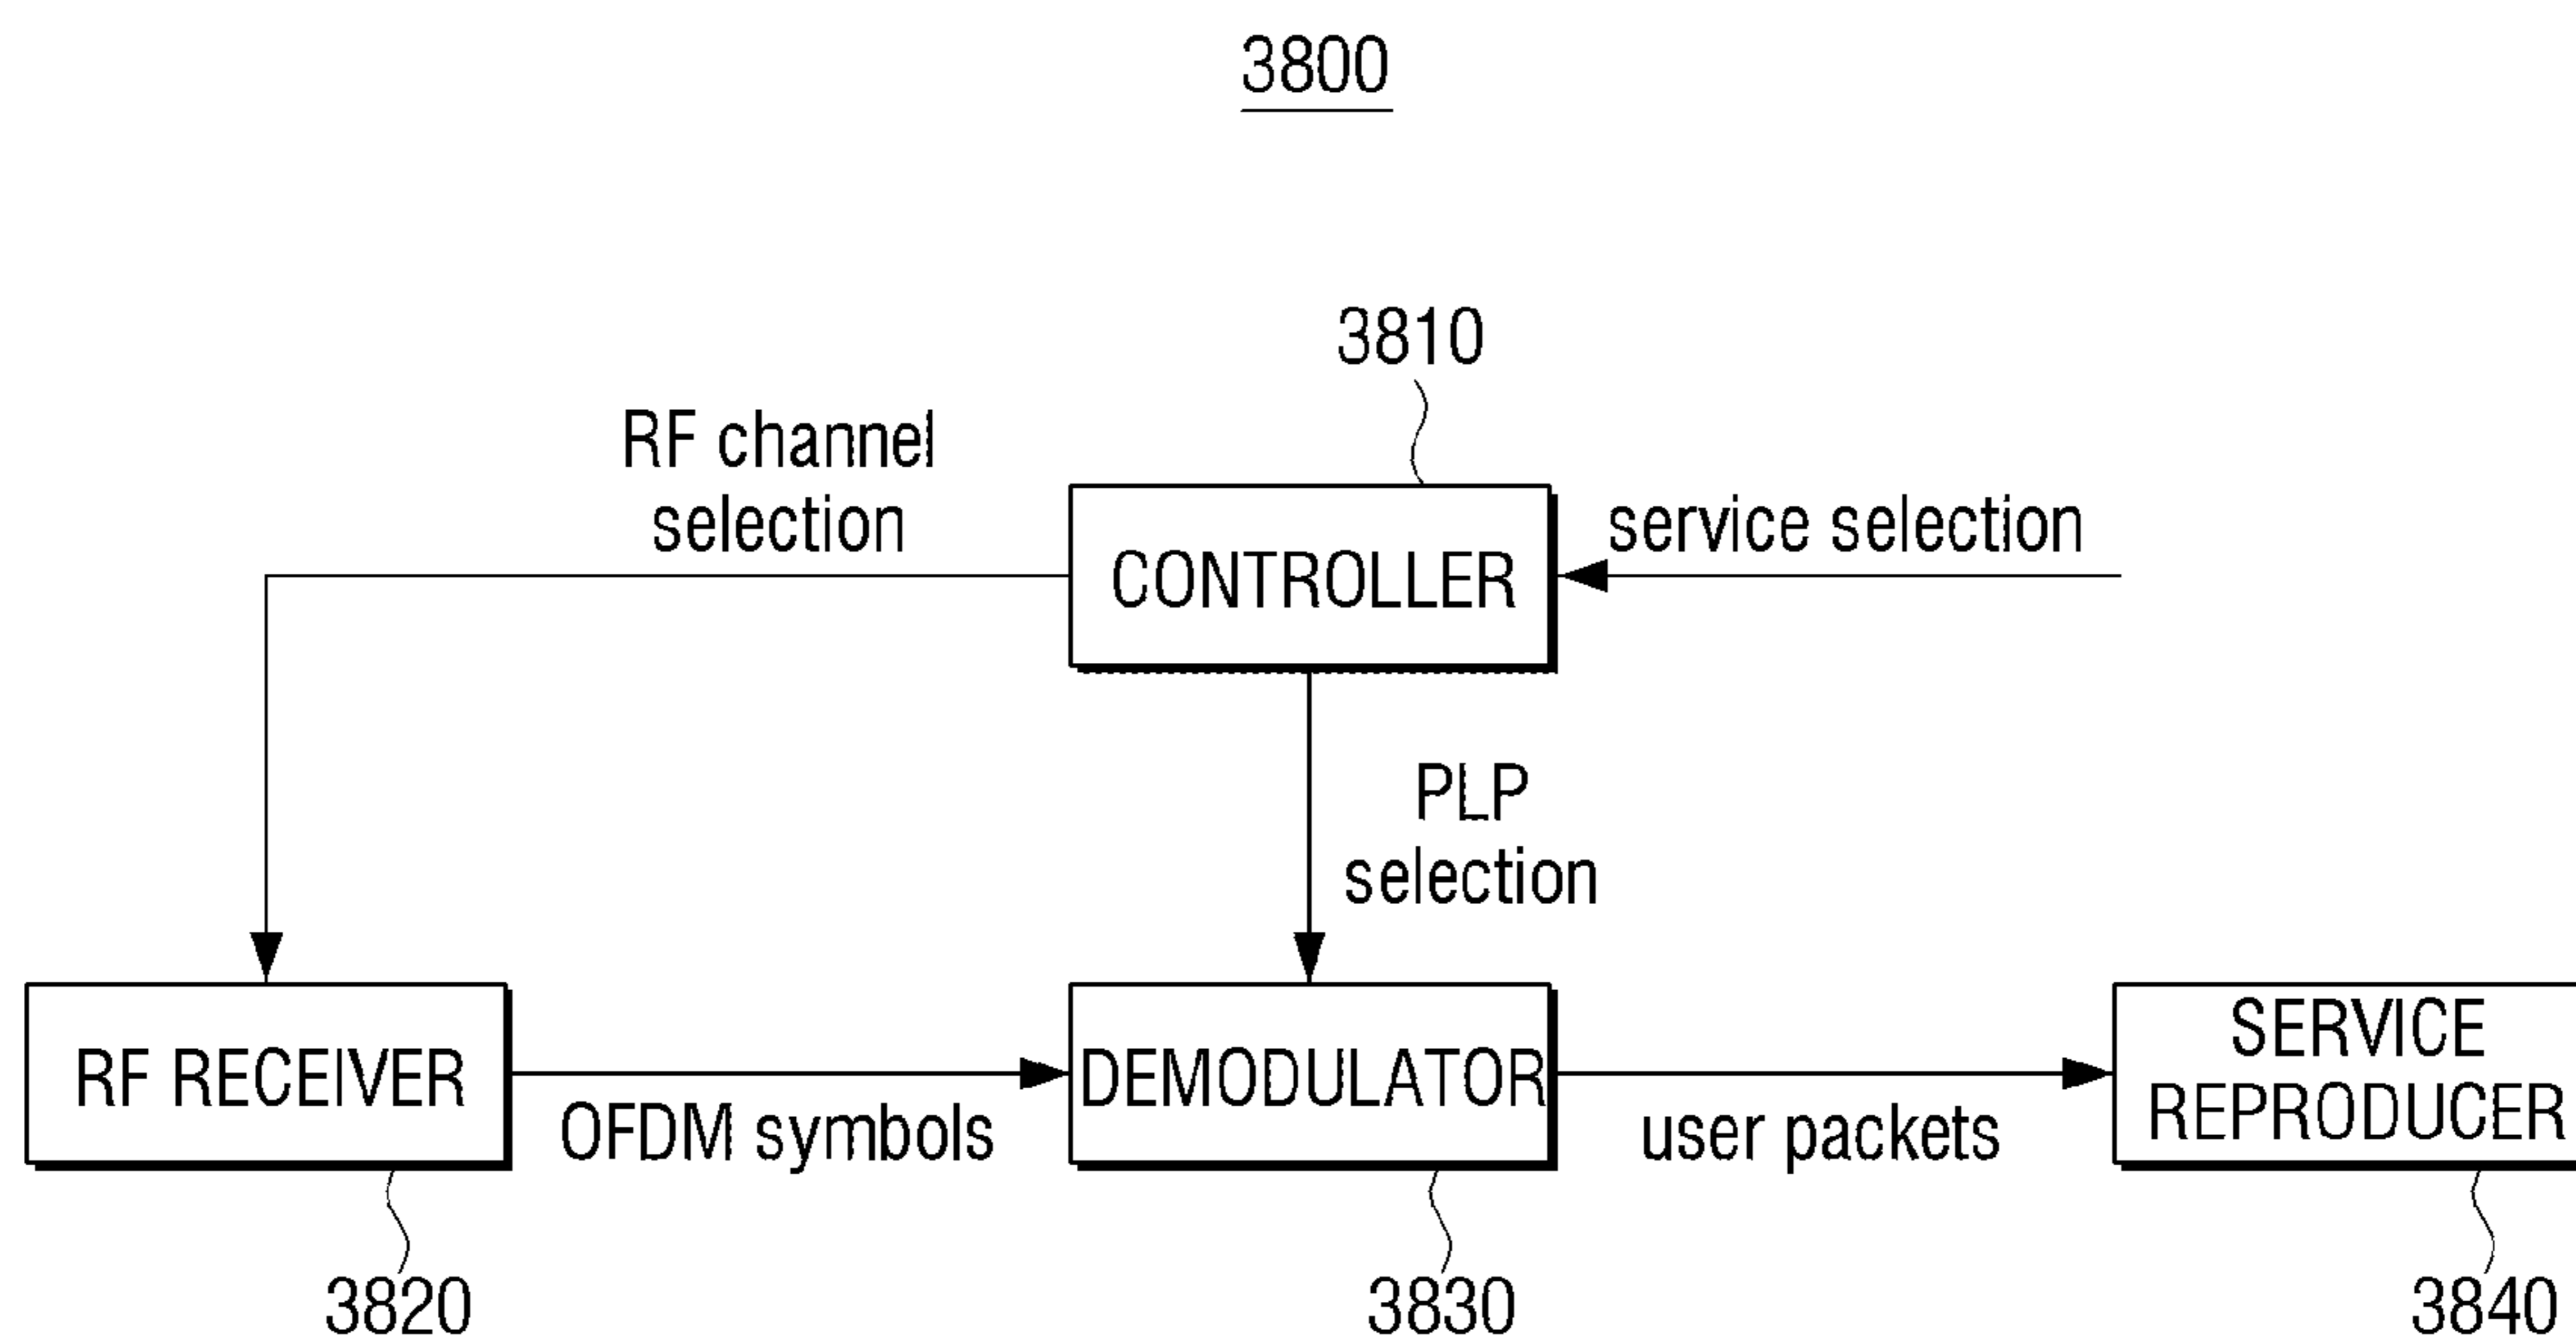 3800
3810
RF channel
selection
CONTROLLER
service selection
PLP
selection
RF RECEIVER
OFDM symbols
DEMODULATOR
user packets
SERVICE
REPRODUCER
3820
3830
3840